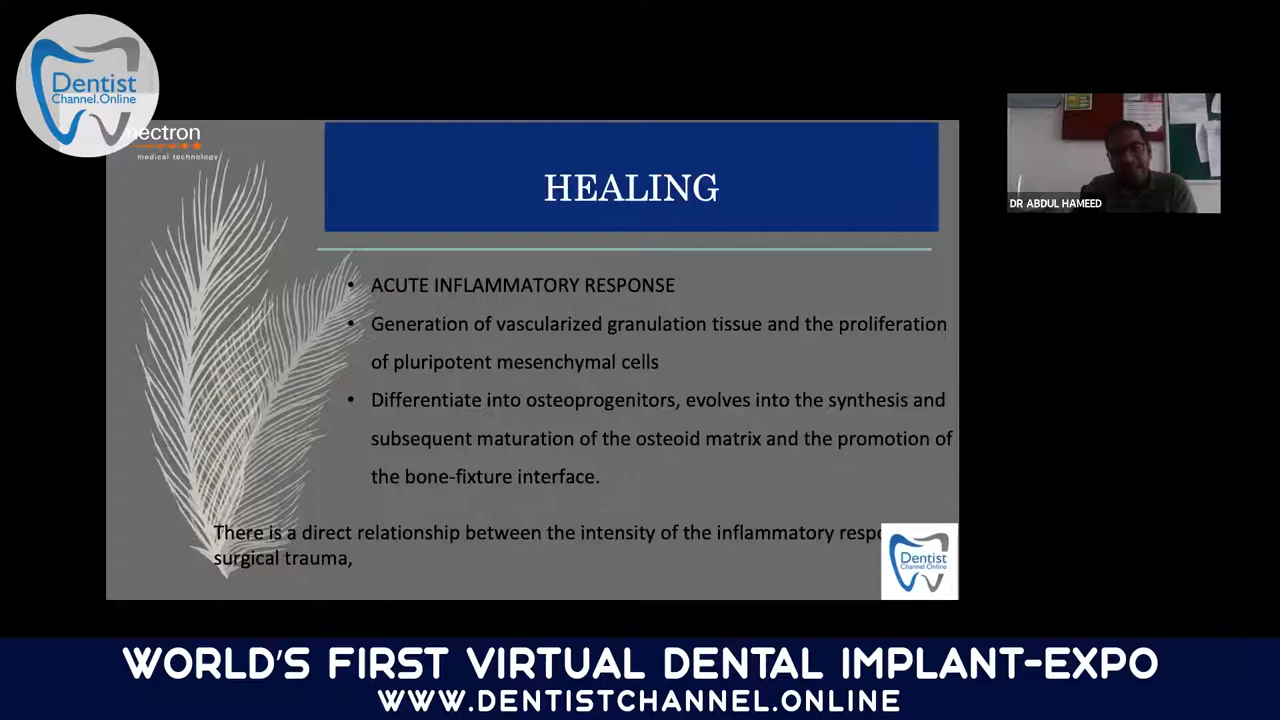 Dentist
Channel.Online
mectron
medical technology
HEALING
DR ABDUL HAMEED
• ACUTE INFLAMMATORY RESPONSE
• Generation of vascularized granulation tissue and the proliferation
of pluripotent mesenchymal cells
• Differentiate into osteoprogenitors, evolves into the synthesis and
subsequent maturation of the osteoid matrix and the promotion of
the bone-fixture interface.
There is a direct relationship between the intensity of the inflammatory
surgical trauma,
Dentist
Channel.Online
WORLD'S FIRST VIRTUAL DENTAL IMPLANT-EXPO
WWW.DENTISTCHANNEL.ONLINE